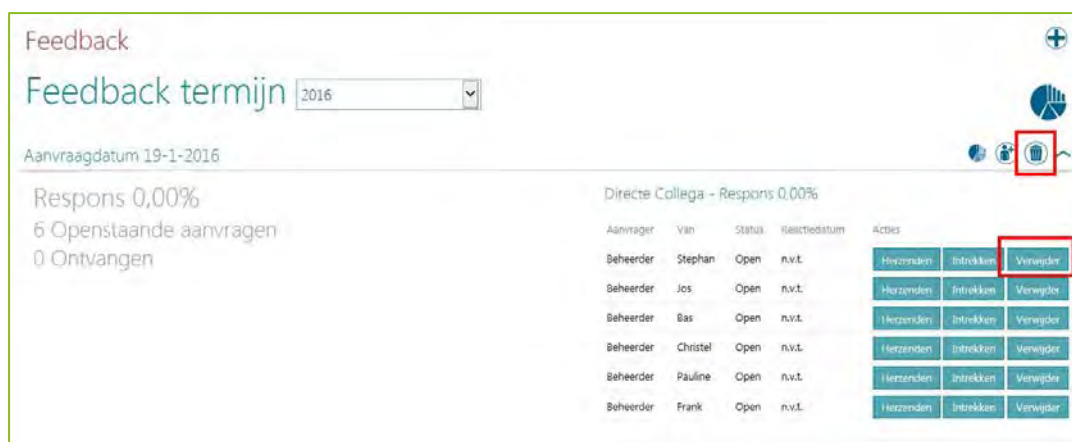 Feedback
Feedback termijn 2016
Aanvraagdatum 19-1-2016
Respons 0,00%
6 Openstaande aanvragen
0 Ontvangen
Directe Collega - Respons 0,00%
Aanvrager Van Status Reactiedatum Acties
Beheerder Stephan Open n.v.t. Herzenden Intrekken Verwijder
Beheerder Jos Open n.v.t. Herzenden Intrekken Verwijder
Beheerder Bas Open n.v.t. Herzenden Intrekken Verwijder
Beheerder Christel Open n.v.t. Herzenden Intrekken Verwijder
Beheerder Pauline Open n.v.t. Herzenden Intrekken Verwijder
Beheerder Frank Open n.v.t. Herzenden Intrekken Verwijder